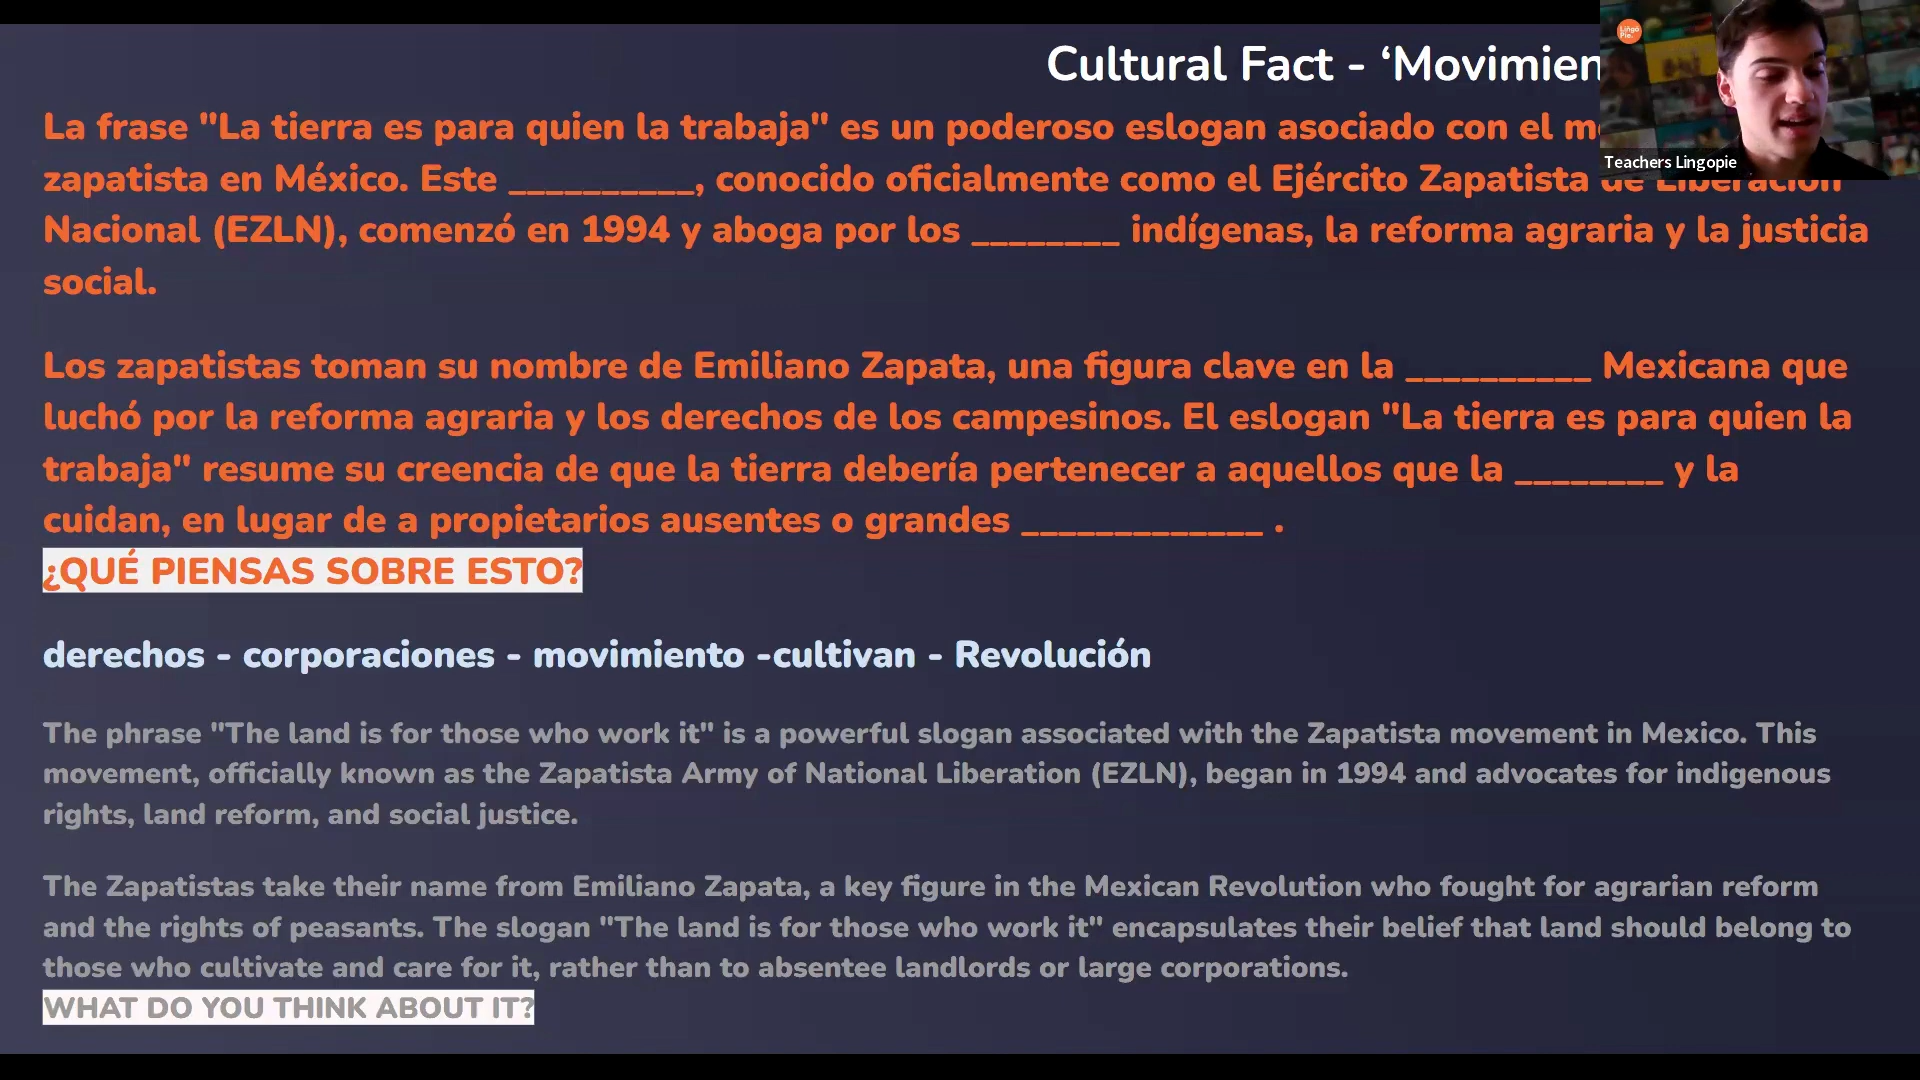 Cultural Fact - ‘Movimien
La frase "La tierra es para quien la trabaja" es un poderoso eslogan asociado con el
zapatista en México. Este __________, conocido oficialmente como el Ejército Zapatista de Liberación
Nacional (EZLN), comenzó en 1994 y aboga por los ________ indígenas, la reforma agraria y la justicia
social.
Los zapatistas toman su nombre de Emiliano Zapata, una figura clave en la __________ Mexicana que
luchó por la reforma agraria y los derechos de los campesinos. El eslogan "La tierra es para quien la
trabaja" resume su creencia de que la tierra debería pertenecer a aquellos que la ________ y la
cuidan, en lugar de a propietarios ausentes o grandes _____________ .
¿QUÉ PIENSAS SOBRE ESTO?
derechos - corporaciones - movimiento -cultivan - Revolución
The phrase "The land is for those who work it" is a powerful slogan associated with the Zapatista movement in Mexico. This
movement, officially known as the Zapatista Army of National Liberation (EZLN), began in 1994 and advocates for indigenous
rights, land reform, and social justice.
The Zapatistas take their name from Emiliano Zapata, a key figure in the Mexican Revolution who fought for agrarian reform
and the rights of peasants. The slogan "The land is for those who work it" encapsulates their belief that land should belong to
those who cultivate and care for it, rather than to absentee landlords or large corporations.
WHAT DO YOU THINK ABOUT IT?
Lingo
Pie.
Teachers Lingopie